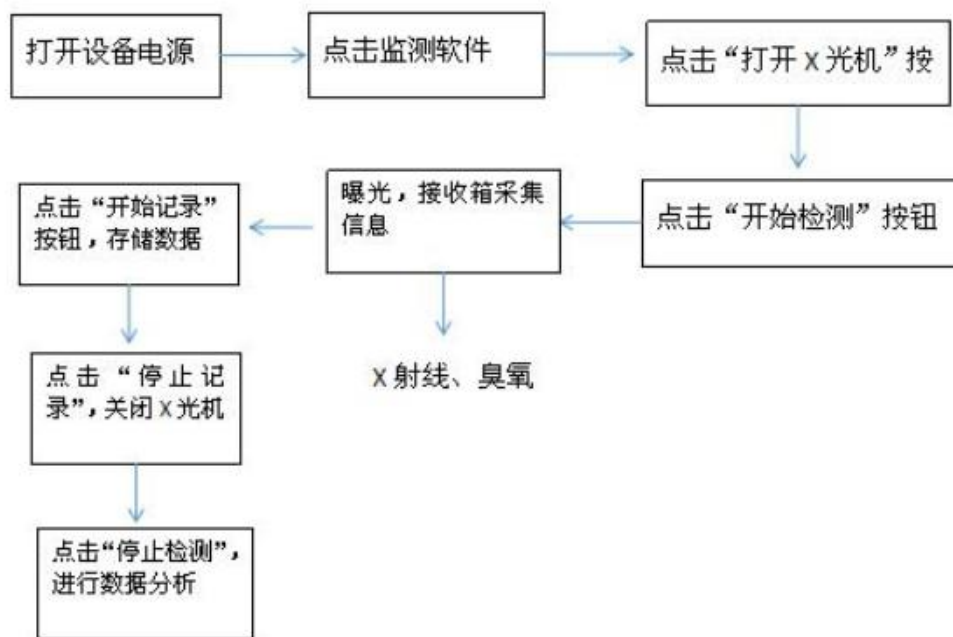 打开设备电源
点击监测软件
点击“打开X光机”按
点击“开始检测”按钮
曝光，接收箱采集
信息
点击“开始记录”
按钮，存储数据
X射线、臭氧
点击“停止记
录”，关闭X光机
点击“停止检测”，
进行数据分析